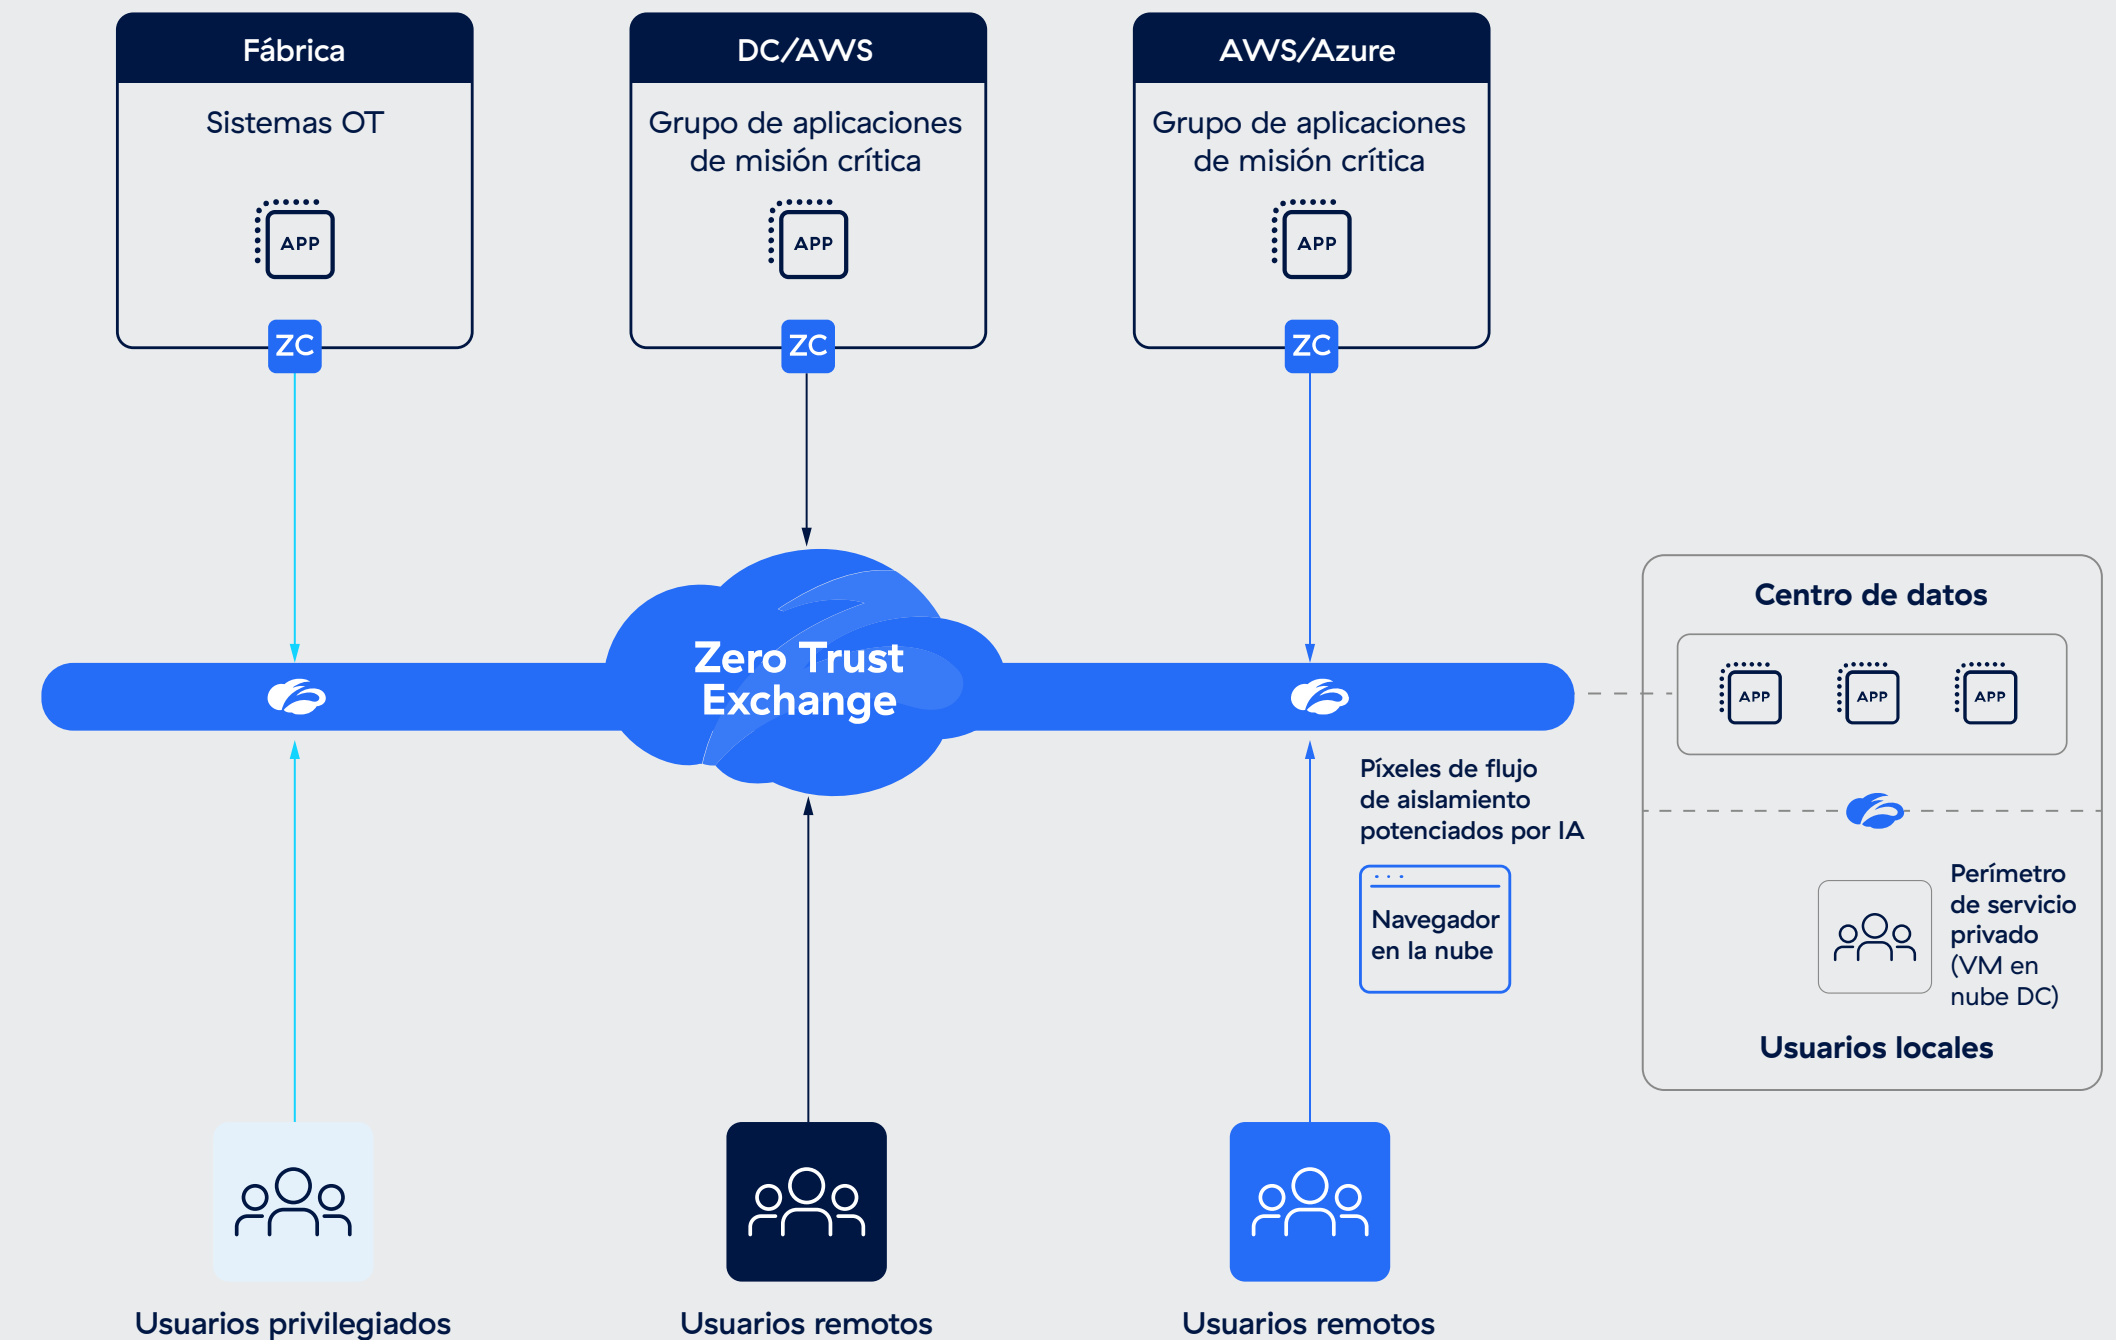 Fábrica
Sistemas OT
APP
ZC
DC/AWS
Grupo de aplicaciones
de misión crítica
APP
ZC
AWS/Azure
Grupo de aplicaciones
de misión crítica
APP
ZC
Zero Trust
Exchange
Píxeles de flujo
de aislamiento
potenciados por IA
Navegador
en la nube
Centro de datos
APP
APP
APP
Perímetro
de servicio
privado
(VM en
nube DC)
Usuarios locales
Usuarios privilegiados
Usuarios remotos
Usuarios remotos